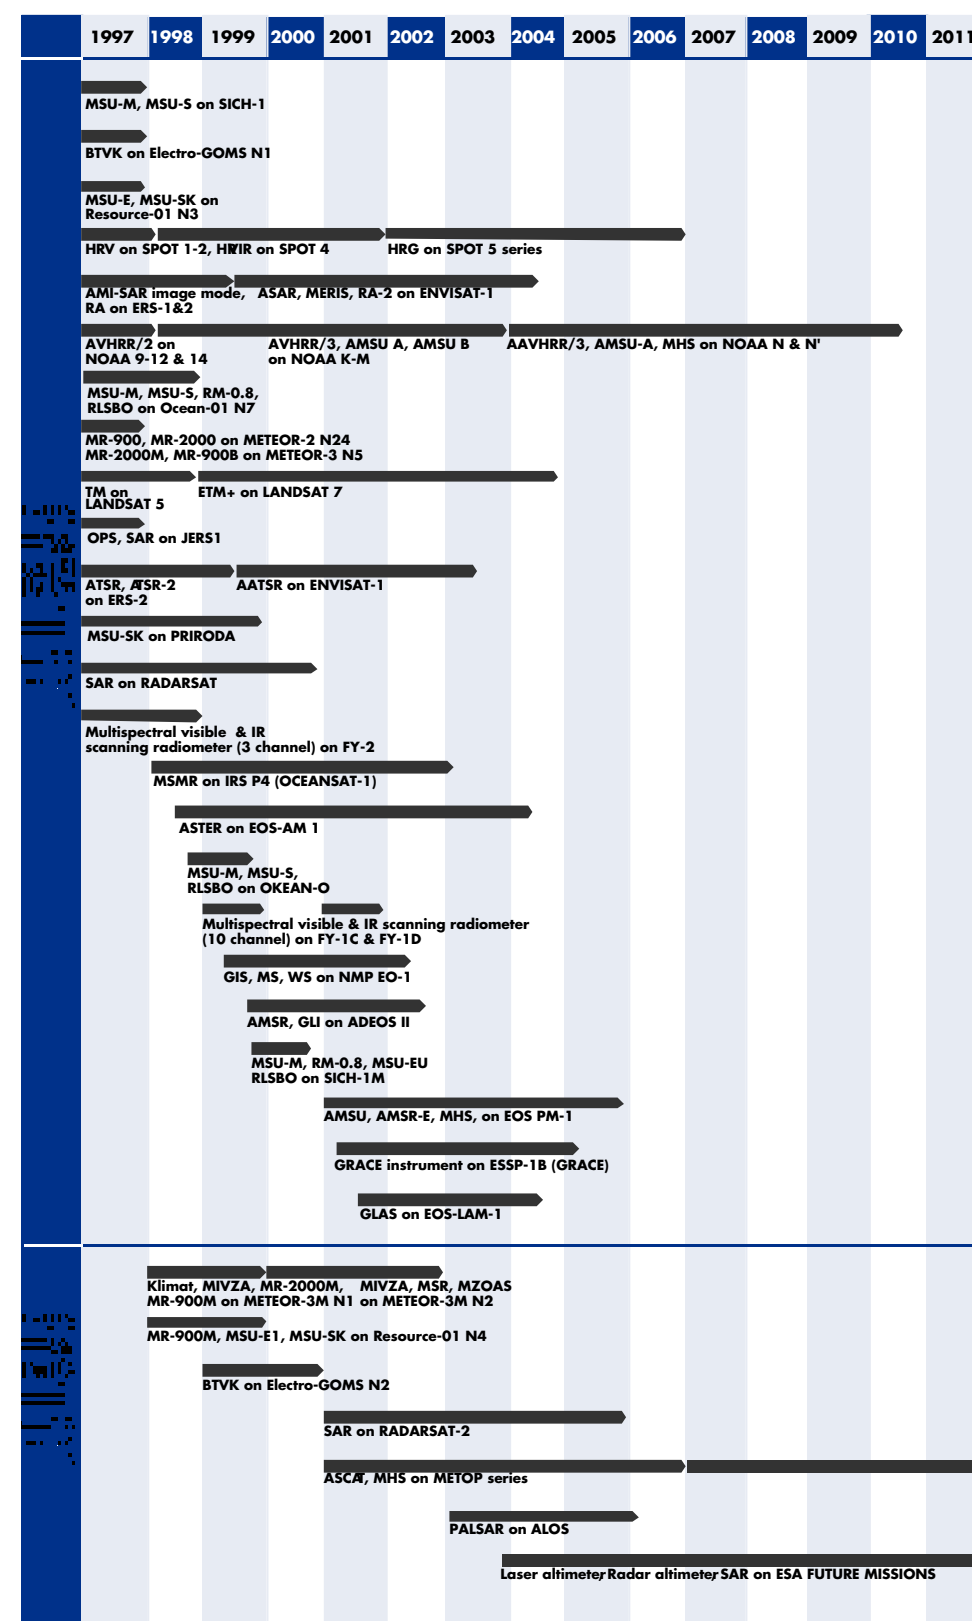 1997 1998 1999 2000 2001 2002 2003 2004 2005 2006 2007 2008 2009 2010 2011
MSU-M, MSU-S on SICH-1
BTVK on Electro-GOMS N1
MSU-E, MSU-SK on
Resource-01 N3
HRV on SPOT 1-2, HRVIR on SPOT 4 HRG on SPOT 5 series
AMI-SAR image mode, ASAR, MERIS, RA-2 on ENVISAT-1
RA on ERS-1&2
AVHRR/2 on AVHRR/3, AMSU A, AMSU B AAVHRR/3, AMSU-A, MHS on NOAA N & N'
NOAA 9-12 & 14 on NOAA K-M
MSU-M, MSU-S, RM-0.8,
RLSBO on Ocean-01 N7
MR-900, MR-2000 on METEOR-2 N24
MR-2000M, MR-900B on METEOR-3 N5
TM on ETM+ on LANDSAT 7
LANDSAT 5
OPS, SAR on JERS1
ATSR, ATSR-2 AATSR on ENVISAT-1
on ERS-2
MSU-SK on PRIRODA
SAR on RADARSAT
Multispectral visible & IR
scanning radiometer (3 channel) on FY-2
MSMR on IRS P4 (OCEANSAT-1)
ASTER on EOS-AM 1
MSU-M, MSU-S,
RLSBO on OKEAN-O
Multispectral visible & IR scanning radiometer
(10 channel) on FY-1C & FY-1D
GIS, MS, WS on NMP EO-1
AMSR, GLI on ADEOS II
MSU-M, RM-0.8, MSU-EU
RLSBO on SICH-1M
AMSU, AMSR-E, MHS, on EOS PM-1
GRACE instrument on ESSP-1B (GRACE)
GLAS on EOS-LAM-1
Klimat, MIVZA, MR-2000M, MIVZA, MSR, MZOAS
MR-900M on METEOR-3M N1 on METEOR-3M N2
MR-900M, MSU-E1, MSU-SK on Resource-01 N4
BTVK on Electro-GOMS N2
SAR on RADARSAT-2
ASCAT, MHS on METOP series
PALSAR on ALOS
Laser altimeter, Radar altimeter, SAR on ESA FUTURE MISSIONS